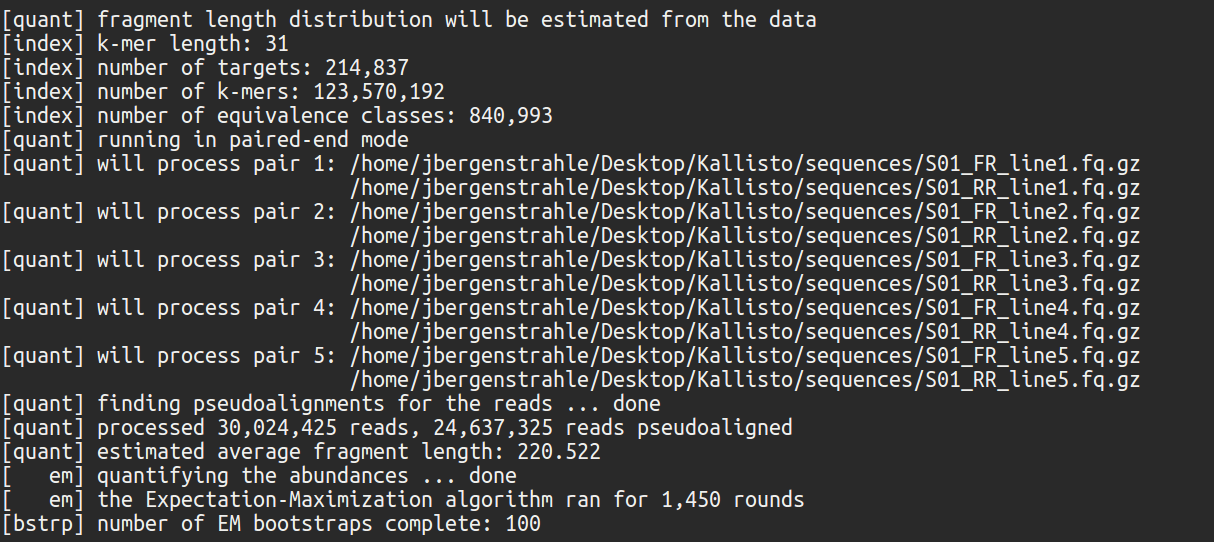 [quant] fragment length distribution will be estimated from the data
[index] k-mer length: 31
[index] number of targets: 214,837
[index] number of k-mers: 123,570,192
[index] number of equivalence classes: 840,993
[quant] running in paired-end mode
[quant] will process pair 1: /home/jbergenstrahle/Desktop/Kallisto/sequences/S01_FR_line1.fq.gz
                             /home/jbergenstrahle/Desktop/Kallisto/sequences/S01_RR_line1.fq.gz
[quant] will process pair 2: /home/jbergenstrahle/Desktop/Kallisto/sequences/S01_FR_line2.fq.gz
                             /home/jbergenstrahle/Desktop/Kallisto/sequences/S01_RR_line2.fq.gz
[quant] will process pair 3: /home/jbergenstrahle/Desktop/Kallisto/sequences/S01_FR_line3.fq.gz
                             /home/jbergenstrahle/Desktop/Kallisto/sequences/S01_RR_line3.fq.gz
[quant] will process pair 4: /home/jbergenstrahle/Desktop/Kallisto/sequences/S01_FR_line4.fq.gz
                             /home/jbergenstrahle/Desktop/Kallisto/sequences/S01_RR_line4.fq.gz
[quant] will process pair 5: /home/jbergenstrahle/Desktop/Kallisto/sequences/S01_FR_line5.fq.gz
                             /home/jbergenstrahle/Desktop/Kallisto/sequences/S01_RR_line5.fq.gz
[quant] finding pseudoalignments for the reads ... done
[quant] processed 30,024,425 reads, 24,637,325 reads pseudoaligned
[quant] estimated average fragment length: 220.522
[   em] quantifying the abundances ... done
[   em] the Expectation-Maximization algorithm ran for 1,450 rounds
[bstrp] number of EM bootstraps complete: 100